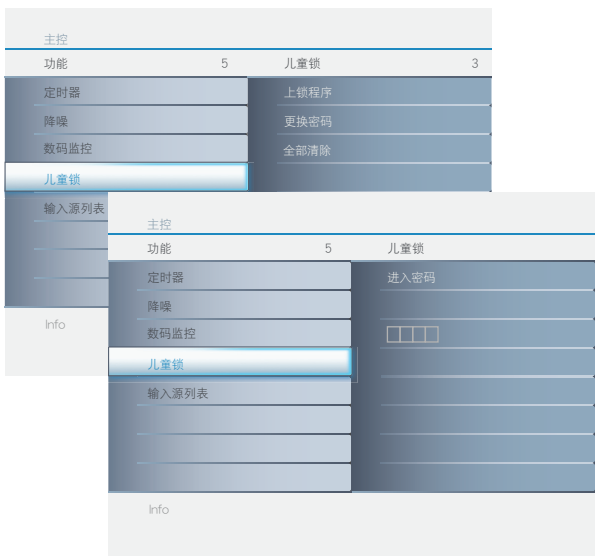 主控
功能 5 儿童锁 3
定时器 上锁程序
降噪 更换密码
数码监控 全部清除
儿童锁
输入源列表
Info
主控
功能 5 儿童锁
定时器 进入密码
降噪
数码监控
儿童锁
输入源列表
Info